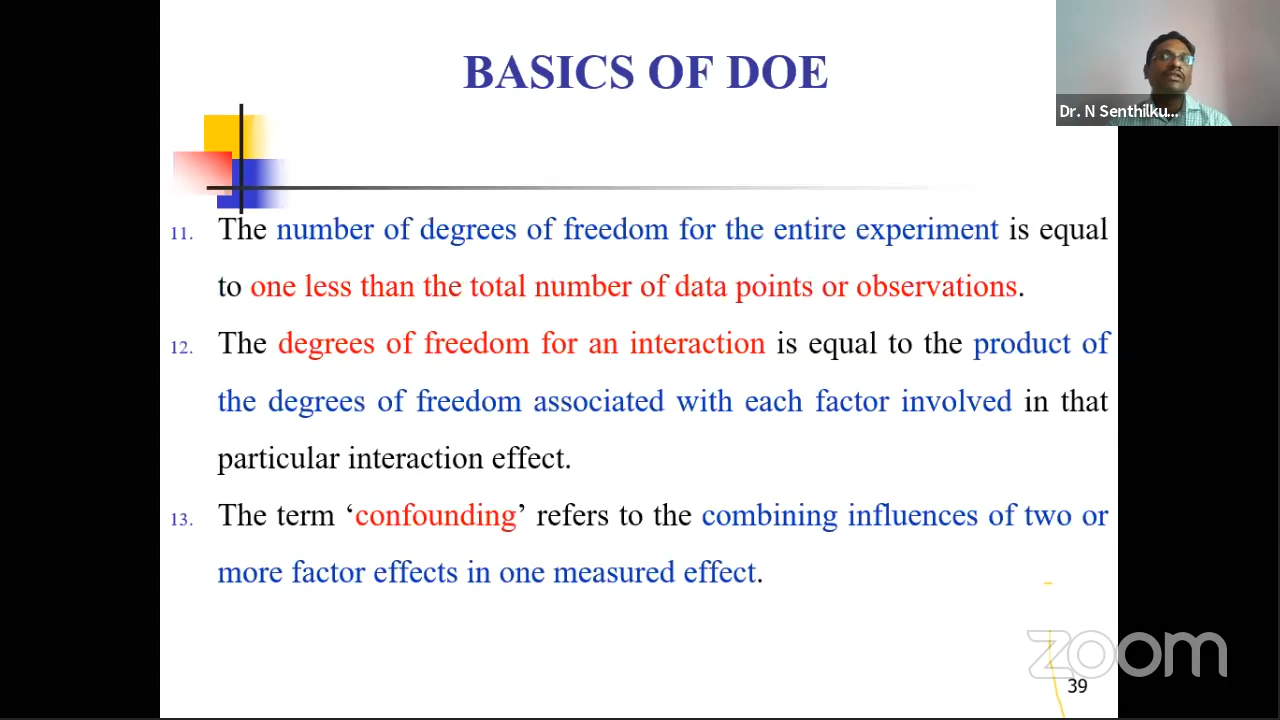 BASICS OF DOE
Dr. N Senthilku...
11. The number of degrees of freedom for the entire experiment is equal
to one less than the total number of data points or observations.
12. The degrees of freedom for an interaction is equal to the product of
the degrees of freedom associated with each factor involved in that
particular interaction effect.
13. The term ‘confounding’ refers to the combining influences of two or
more factor effects in one measured effect.
zoom
39